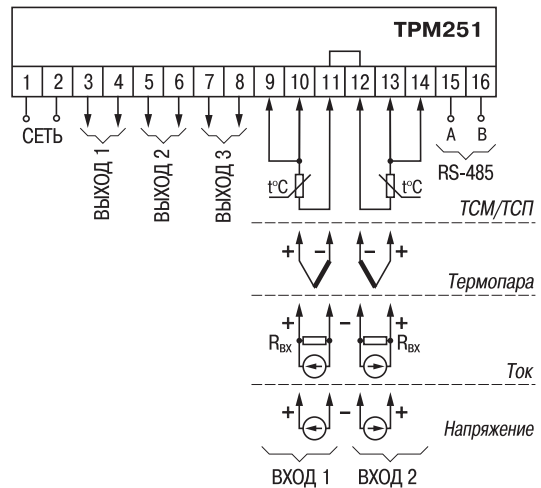 ТРМ251
1 2 3 4 5 6 7 8 9 10 11 12 13 14 15 16
СЕТЬ
ВЫХОД 1
ВЫХОД 2
ВЫХОД 3
A B
RS-485
t°C t°C
ТСМ/ТСП
+ – – +
Термопара
+ – +
Rвх Rвх
Ток
+ – +
Напряжение
ВХОД 1 ВХОД 2